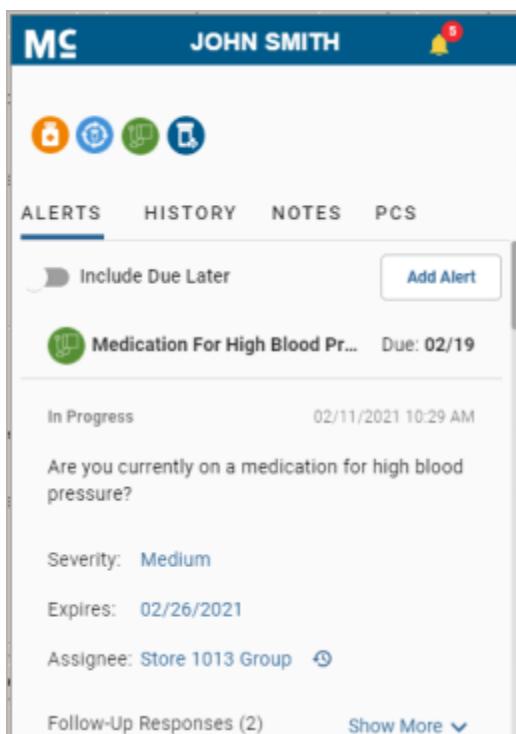 Mc JOHN SMITH 5
ALERTS HISTORY NOTES PCS
Include Due Later Add Alert
Medication For High Blood Pr... Due: 02/19
In Progress 02/11/2021 10:29 AM
Are you currently on a medication for high blood
pressure?
Severity: Medium
Expires: 02/26/2021
Assignee: Store 1013 Group
Follow-Up Responses (2) Show More